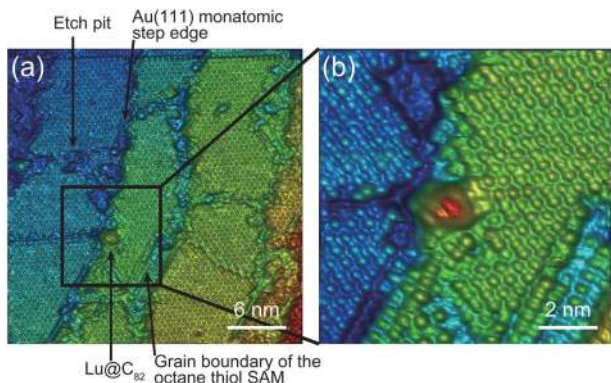 Etch pit
Au(111) monatomic
step edge
(a)
(b)
6 nm
2 nm
Lu@C82
Grain boundary of the
octane thiol SAM